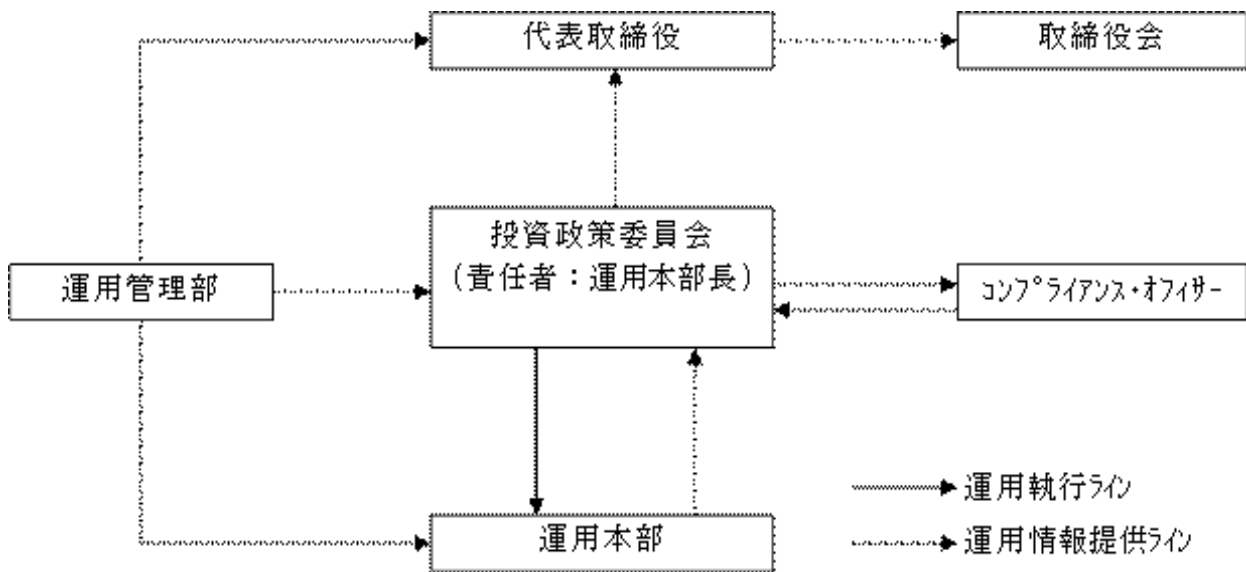 代表取締役
取締役会
投資政策委員会
(責任者：運用本部長)
運用管理部
ｺﾝﾌﾟﾗｲｱﾝｽ･ｵﾌｨｻｰ
運用執行ﾗｲﾝ
運用本部
運用情報提供ﾗｲﾝ